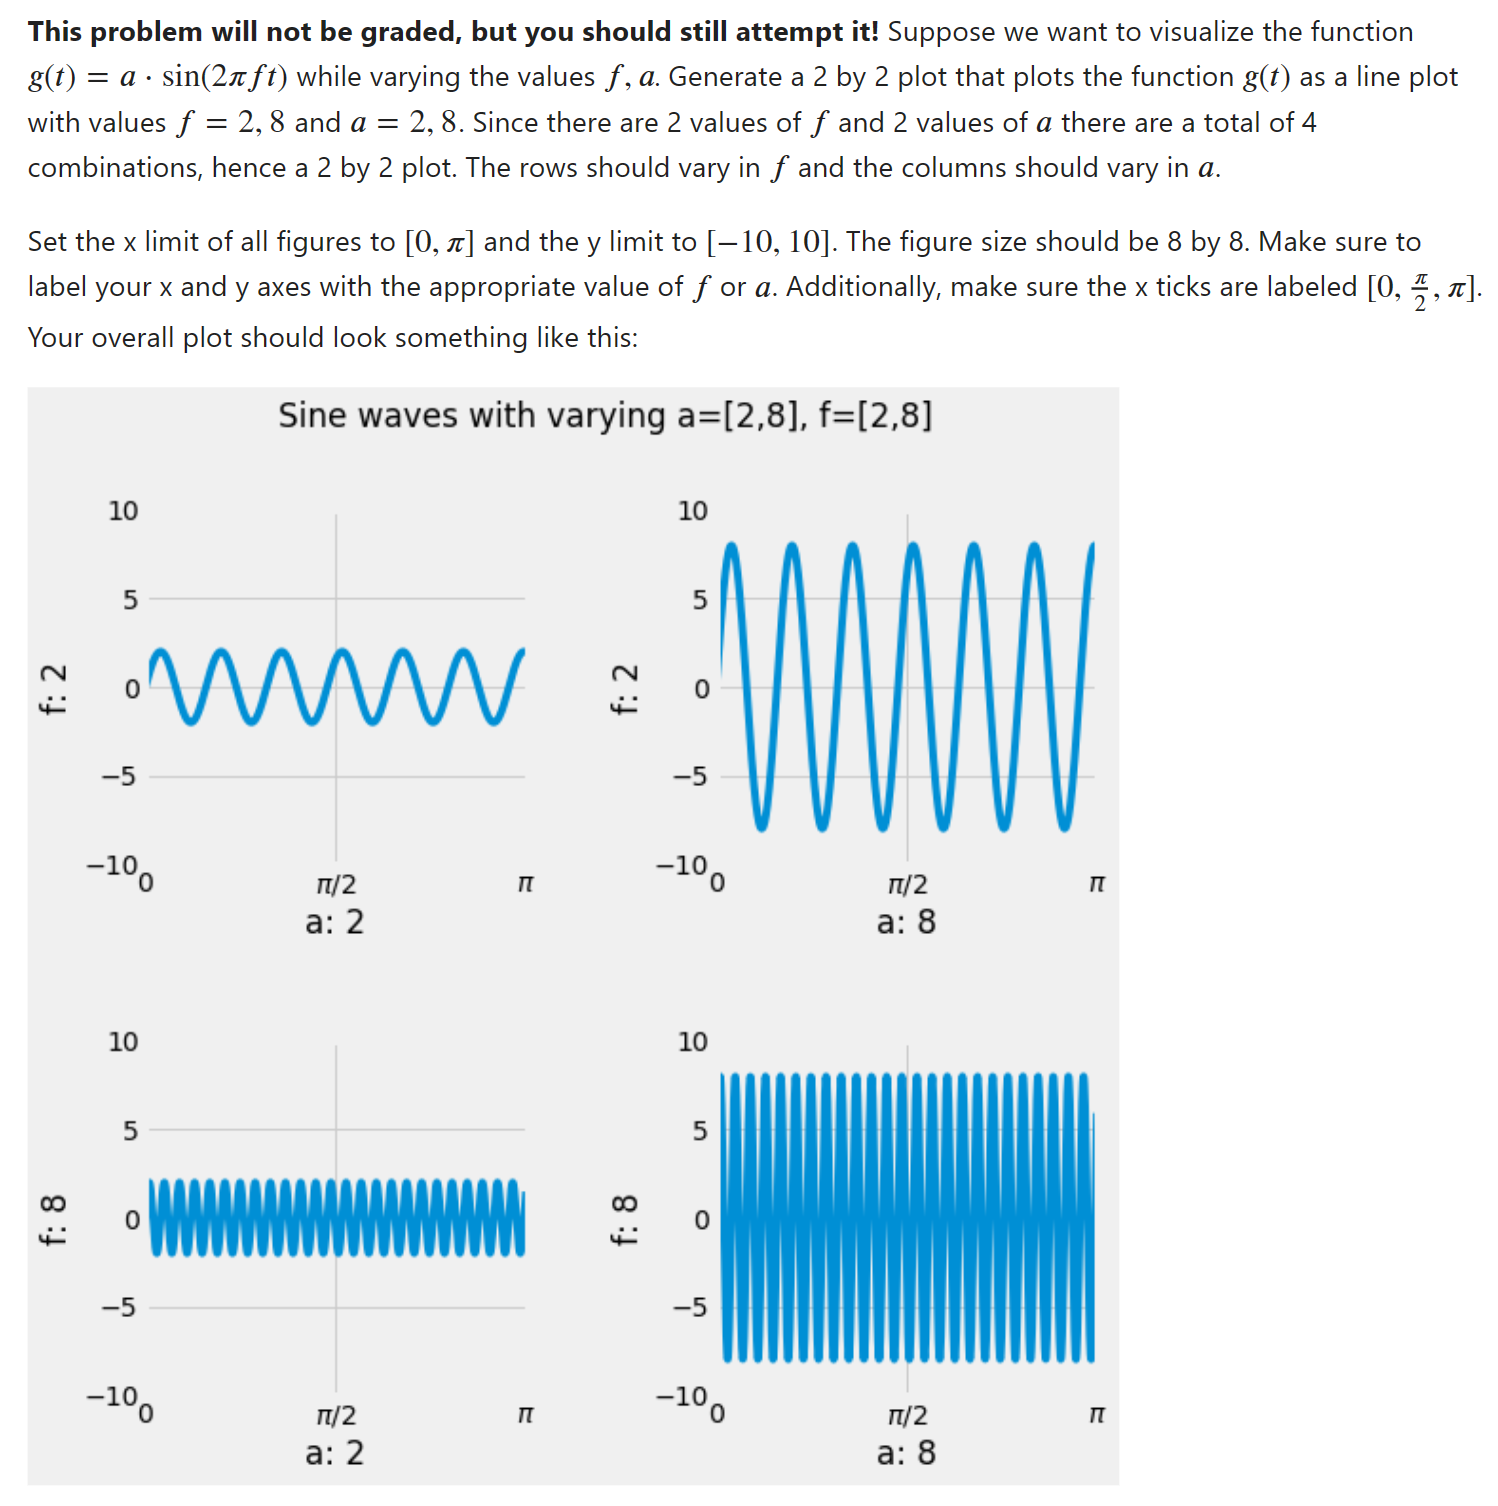 This problem will not be graded, but you should still attempt it! Suppose we want to visualize the function
g(t) = a · sin(2πft) while varying the values f, a. Generate a 2 by 2 plot that plots the function g(t) as a line plot
with values f = 2, 8 and a = 2, 8. Since there are 2 values of f and 2 values of a there are a total of 4
combinations, hence a 2 by 2 plot. The rows should vary in f and the columns should vary in a.
Set the x limit of all figures to [0, π] and the y limit to [−10, 10]. The figure size should be 8 by 8. Make sure to
label your x and y axes with the appropriate value of f or a. Additionally, make sure the x ticks are labeled [0, π/2, π].
Your overall plot should look something like this:
Sine waves with varying a=[2,8], f=[2,8]
10
5
0
−5
−10
f: 2
0 π/2 π
a: 2
10
5
0
−5
−10
f: 2
0 π/2 π
a: 8
10
5
0
−5
−10
f: 8
0 π/2 π
a: 2
10
5
0
−5
−10
f: 8
0 π/2 π
a: 8